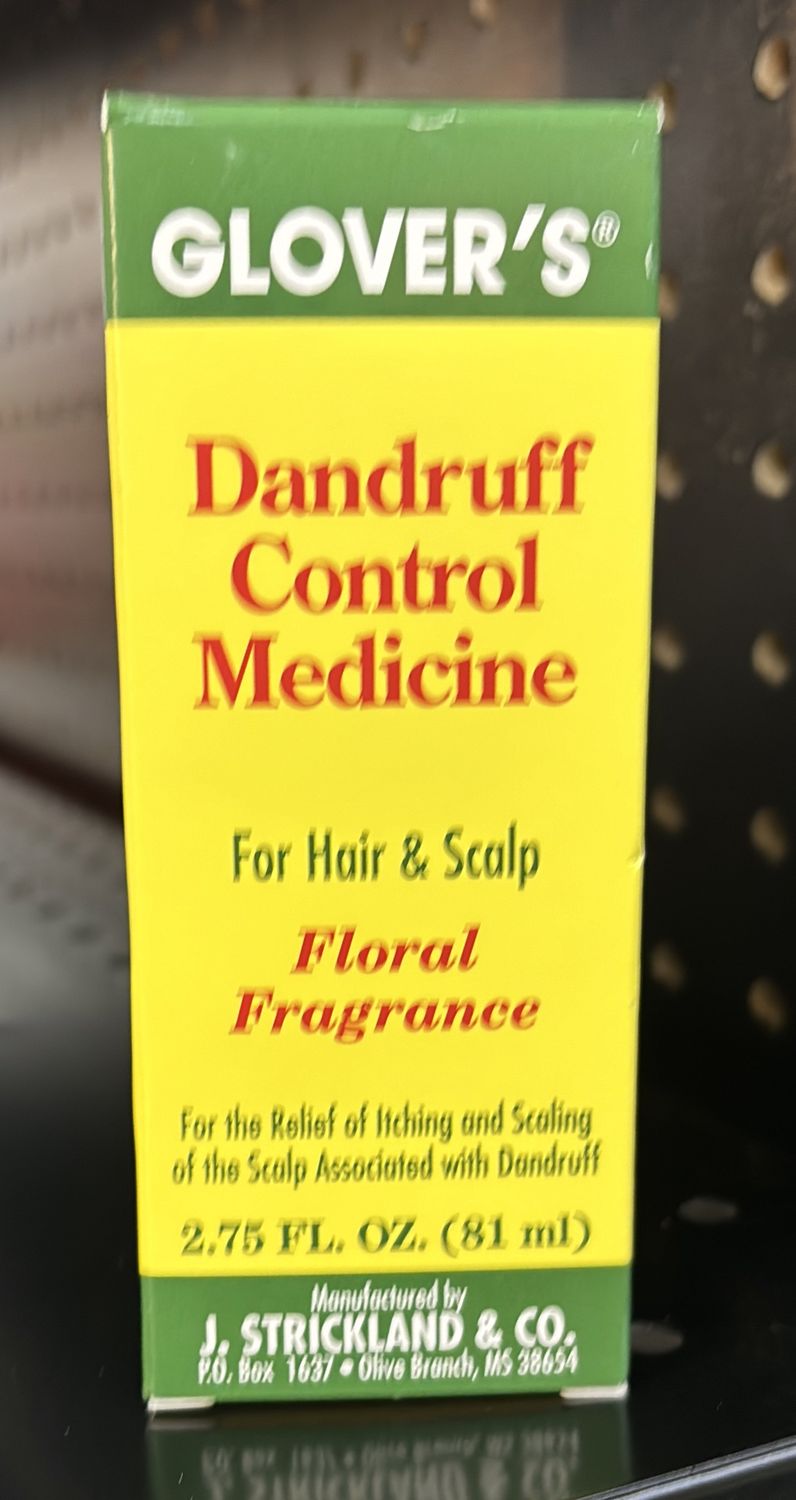 GLOVER'S®
Dandruff
Control
Medicine
For Hair & Scalp
Floral
Fragrance
For the Relief of Itching and Scaling
of the Scalp Associated with Dandruff
2.75 FL. OZ. (81 ml)
Manufactured by
J. STRICKLAND & CO.
P.O. Box 1637 • Olive Branch, MS 38654